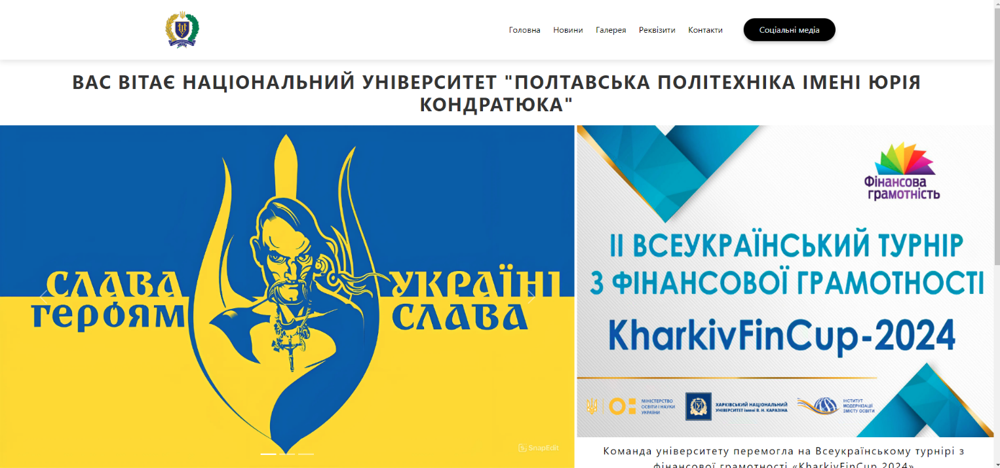 Головна Новини Галерея Реквізити Контакти Соціальні медіа
ВАС ВІТАЄ НАЦІОНАЛЬНИЙ УНІВЕРСИТЕТ "ПОЛТАВСЬКА ПОЛІТЕХНІКА ІМЕНІ ЮРІЯ
КОНДРАТЮКА"
СЛАВА УКРАЇНІ
ГЕРОЯМ СЛАВА
SnapEdit
Фінансова
грамотність
ІІ ВСЕУКРАЇНСЬКИЙ ТУРНІР
З ФІНАНСОВОЇ ГРАМОТНОСТІ
KharkivFinCup-2024
МІНІСТЕРСТВО
ОСВІТИ І НАУКИ
УКРАЇНИ
ХАРКІВСЬКИЙ НАЦІОНАЛЬНИЙ
УНІВЕРСИТЕТ імені В. Н. КАРАЗІНА
ІНСТИТУТ
МОДЕРНІЗАЦІЇ
ЗМІСТУ ОСВІТИ
Команда університету перемогла на Всеукраїнському турнірі з
фінансової грамотності «KharkivFinCup 2024»